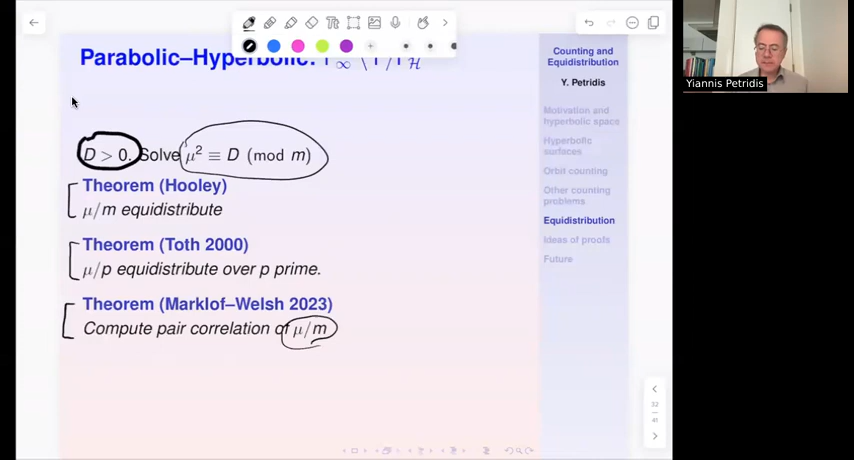 Parabolic–Hyperbolic:
D > 0. Solve μ² ≡ D (mod m)
Theorem (Hooley)
μ/m equidistribute
Theorem (Toth 2000)
μ/p equidistribute over p prime.
Theorem (Marklof–Welsh 2023)
Compute pair correlation of μ/m
Counting and
Equidistribution
Y. Petridis
Motivation and
hyperbolic space
Hyperbolic
surfaces
Orbit counting
Other counting
problems
Equidistribution
Ideas of proofs
Future
32
41
Yiannis Petridis